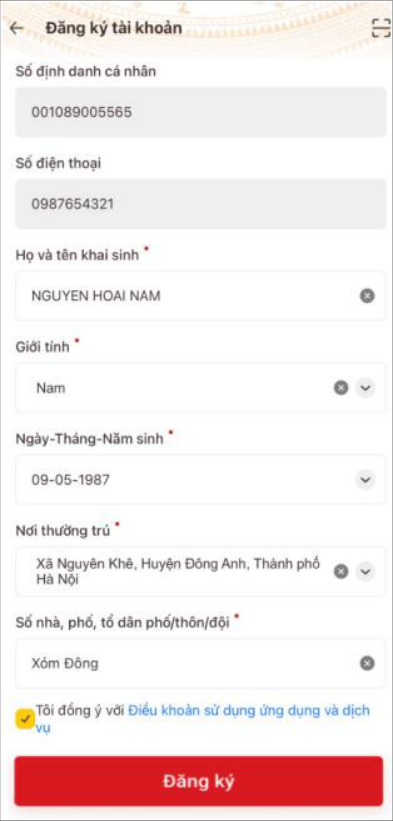 Đăng ký tài khoản
Số định danh cá nhân
001089005565
Số điện thoại
0987654321
Họ và tên khai sinh *
NGUYEN HOAI NAM
Giới tính *
Nam
Ngày-Tháng-Năm sinh *
09-05-1987
Nơi thường trú *
Xã Nguyên Khê, Huyện Đông Anh, Thành phố
Hà Nội
Số nhà, phố, tổ dân phố/thôn/đội *
Xóm Đông
Tôi đồng ý với Điều khoản sử dụng ứng dụng và dịch
vụ
Đăng ký